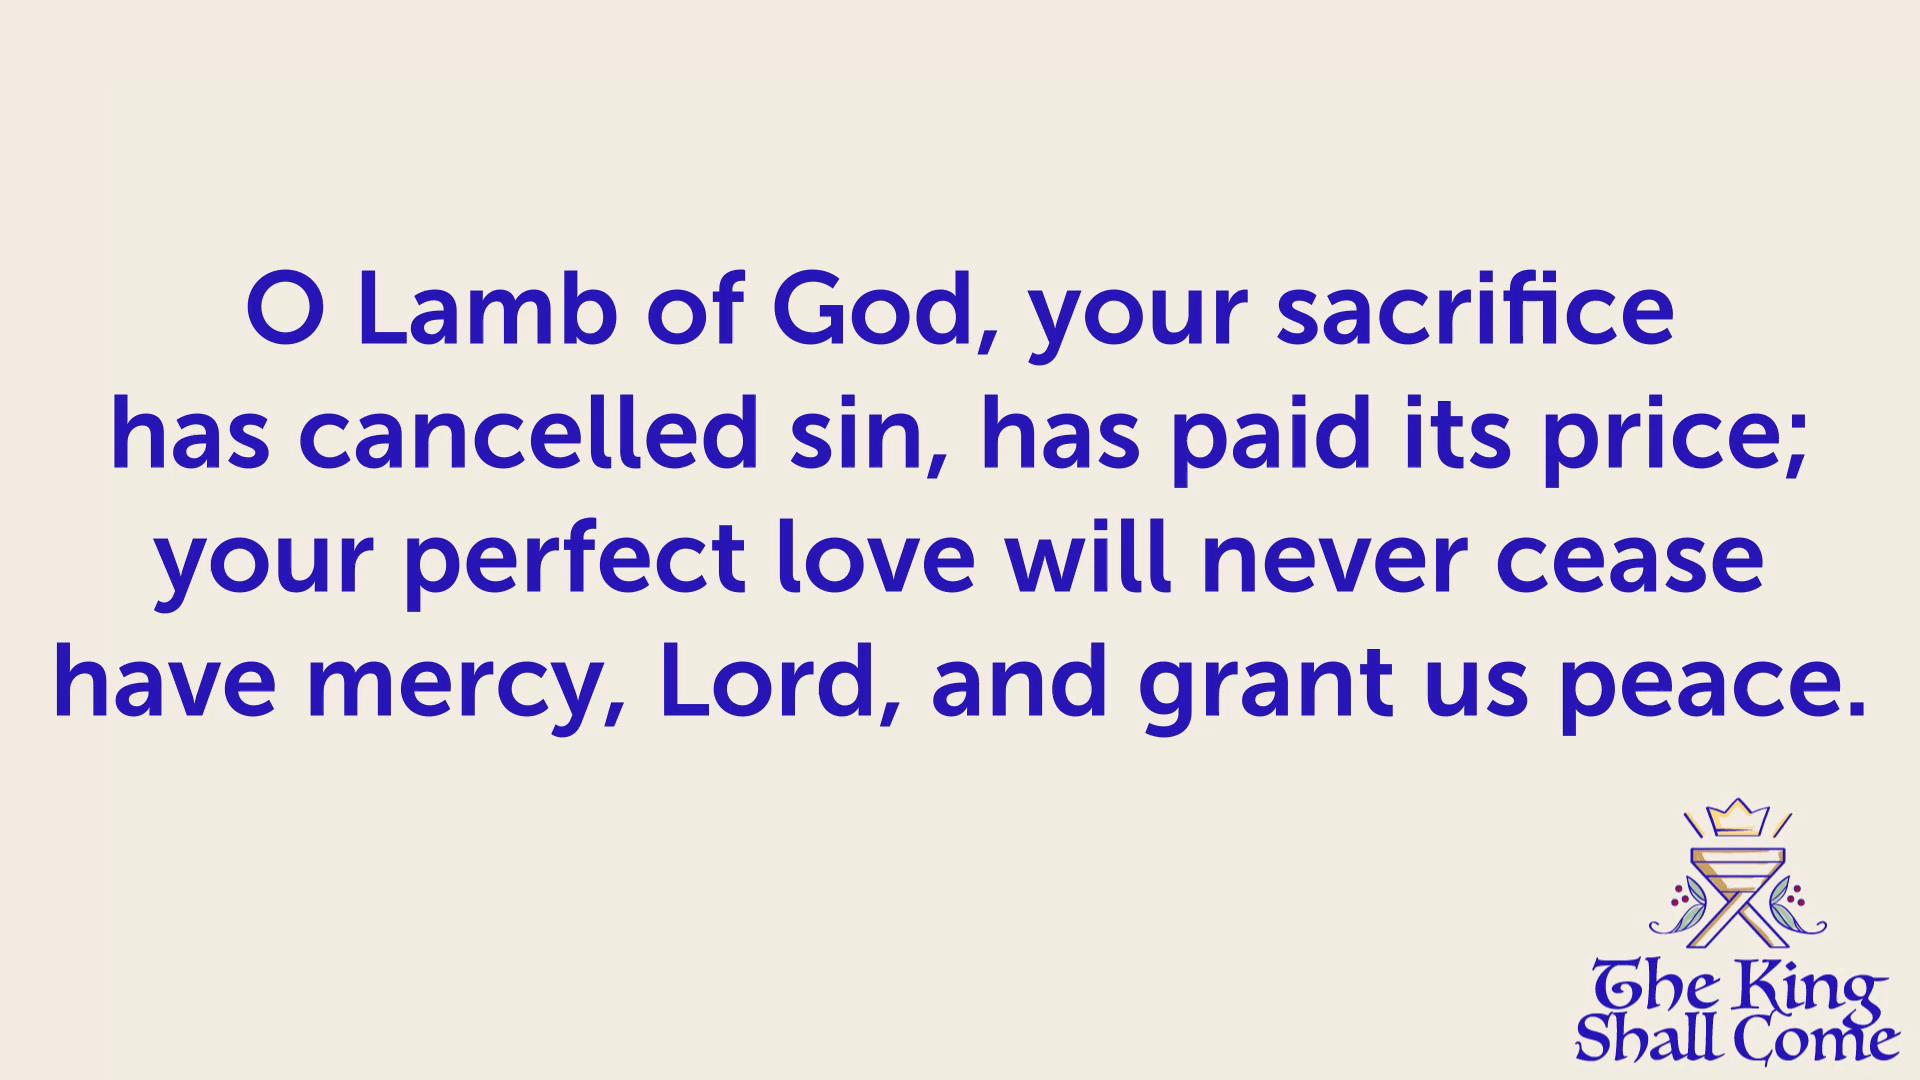 O Lamb of God, your sacrifice
has cancelled sin, has paid its price;
your perfect love will never cease
have mercy, Lord, and grant us peace.
The King
Shall Come